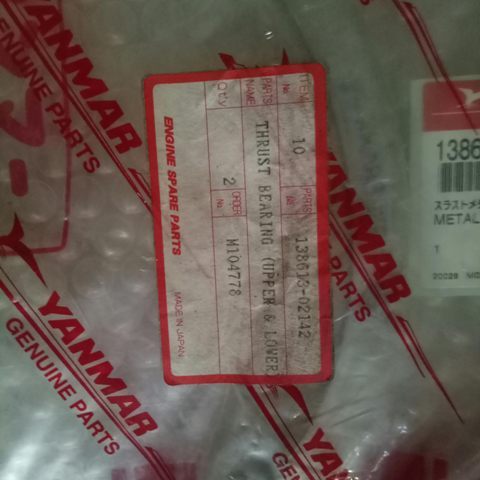 YANMAR
GENUINE PARTS
ITEM No. 10 PARTS No. 138613-02142
PARTS NAME THRUST BEARING (UPPER & LOWER)
Q'ty 2 ORDER No. M104778
ENGINE SPARE PARTS MADE IN JAPAN
1386
スラストメ
METAL
1
20029
YANMAR
GENUINE PARTS
YANMAR
GENUINE PARTS
YANMAR
GENUINE PARTS